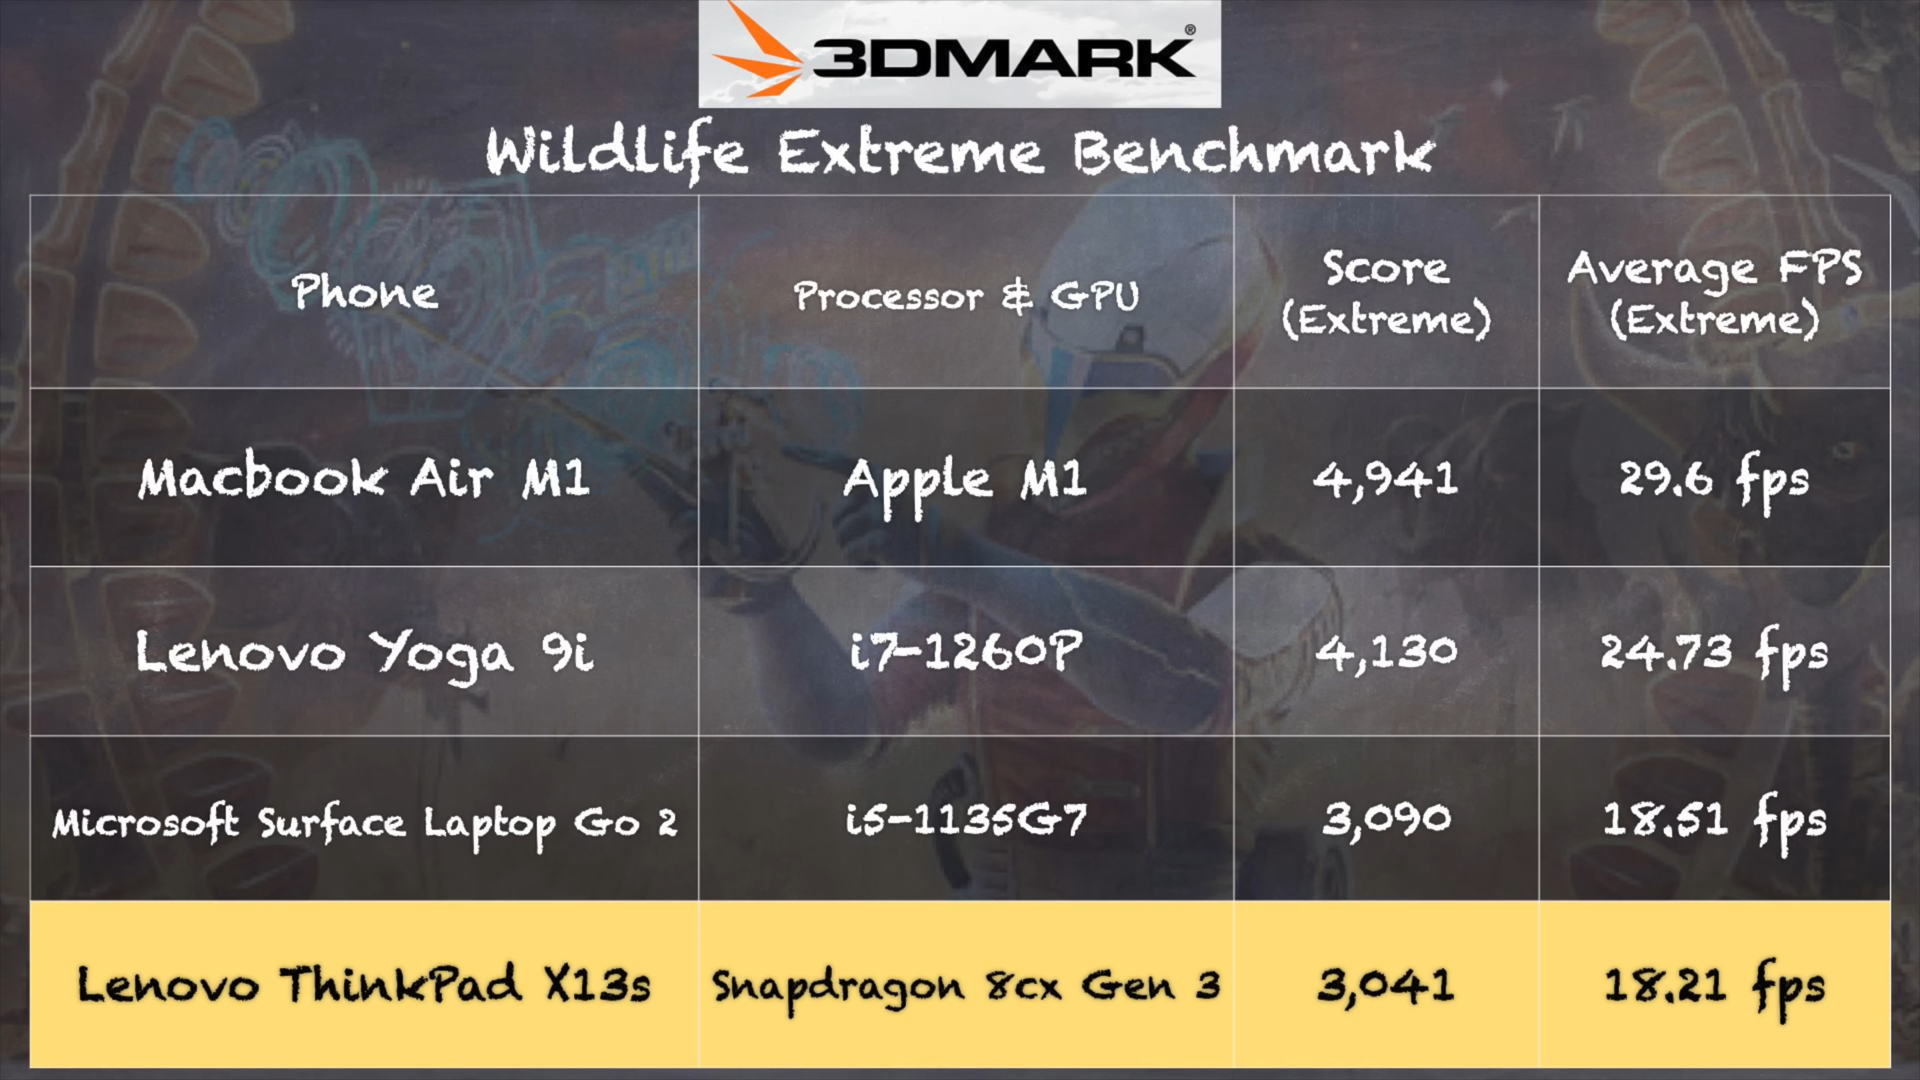 3DMARK®
Wildlife Extreme Benchmark
Phone
Processor & GPU
Score
(Extreme)
Average FPS
(Extreme)
Macbook Air M1
Apple M1
4,941
29.6 fps
Lenovo Yoga 9i
i7-1260P
4,130
24.73 fps
Microsoft Surface Laptop Go 2
i5-1135G7
3,090
18.51 fps
Lenovo ThinkPad X13s
Snapdragon 8cx Gen 3
3,041
18.21 fps